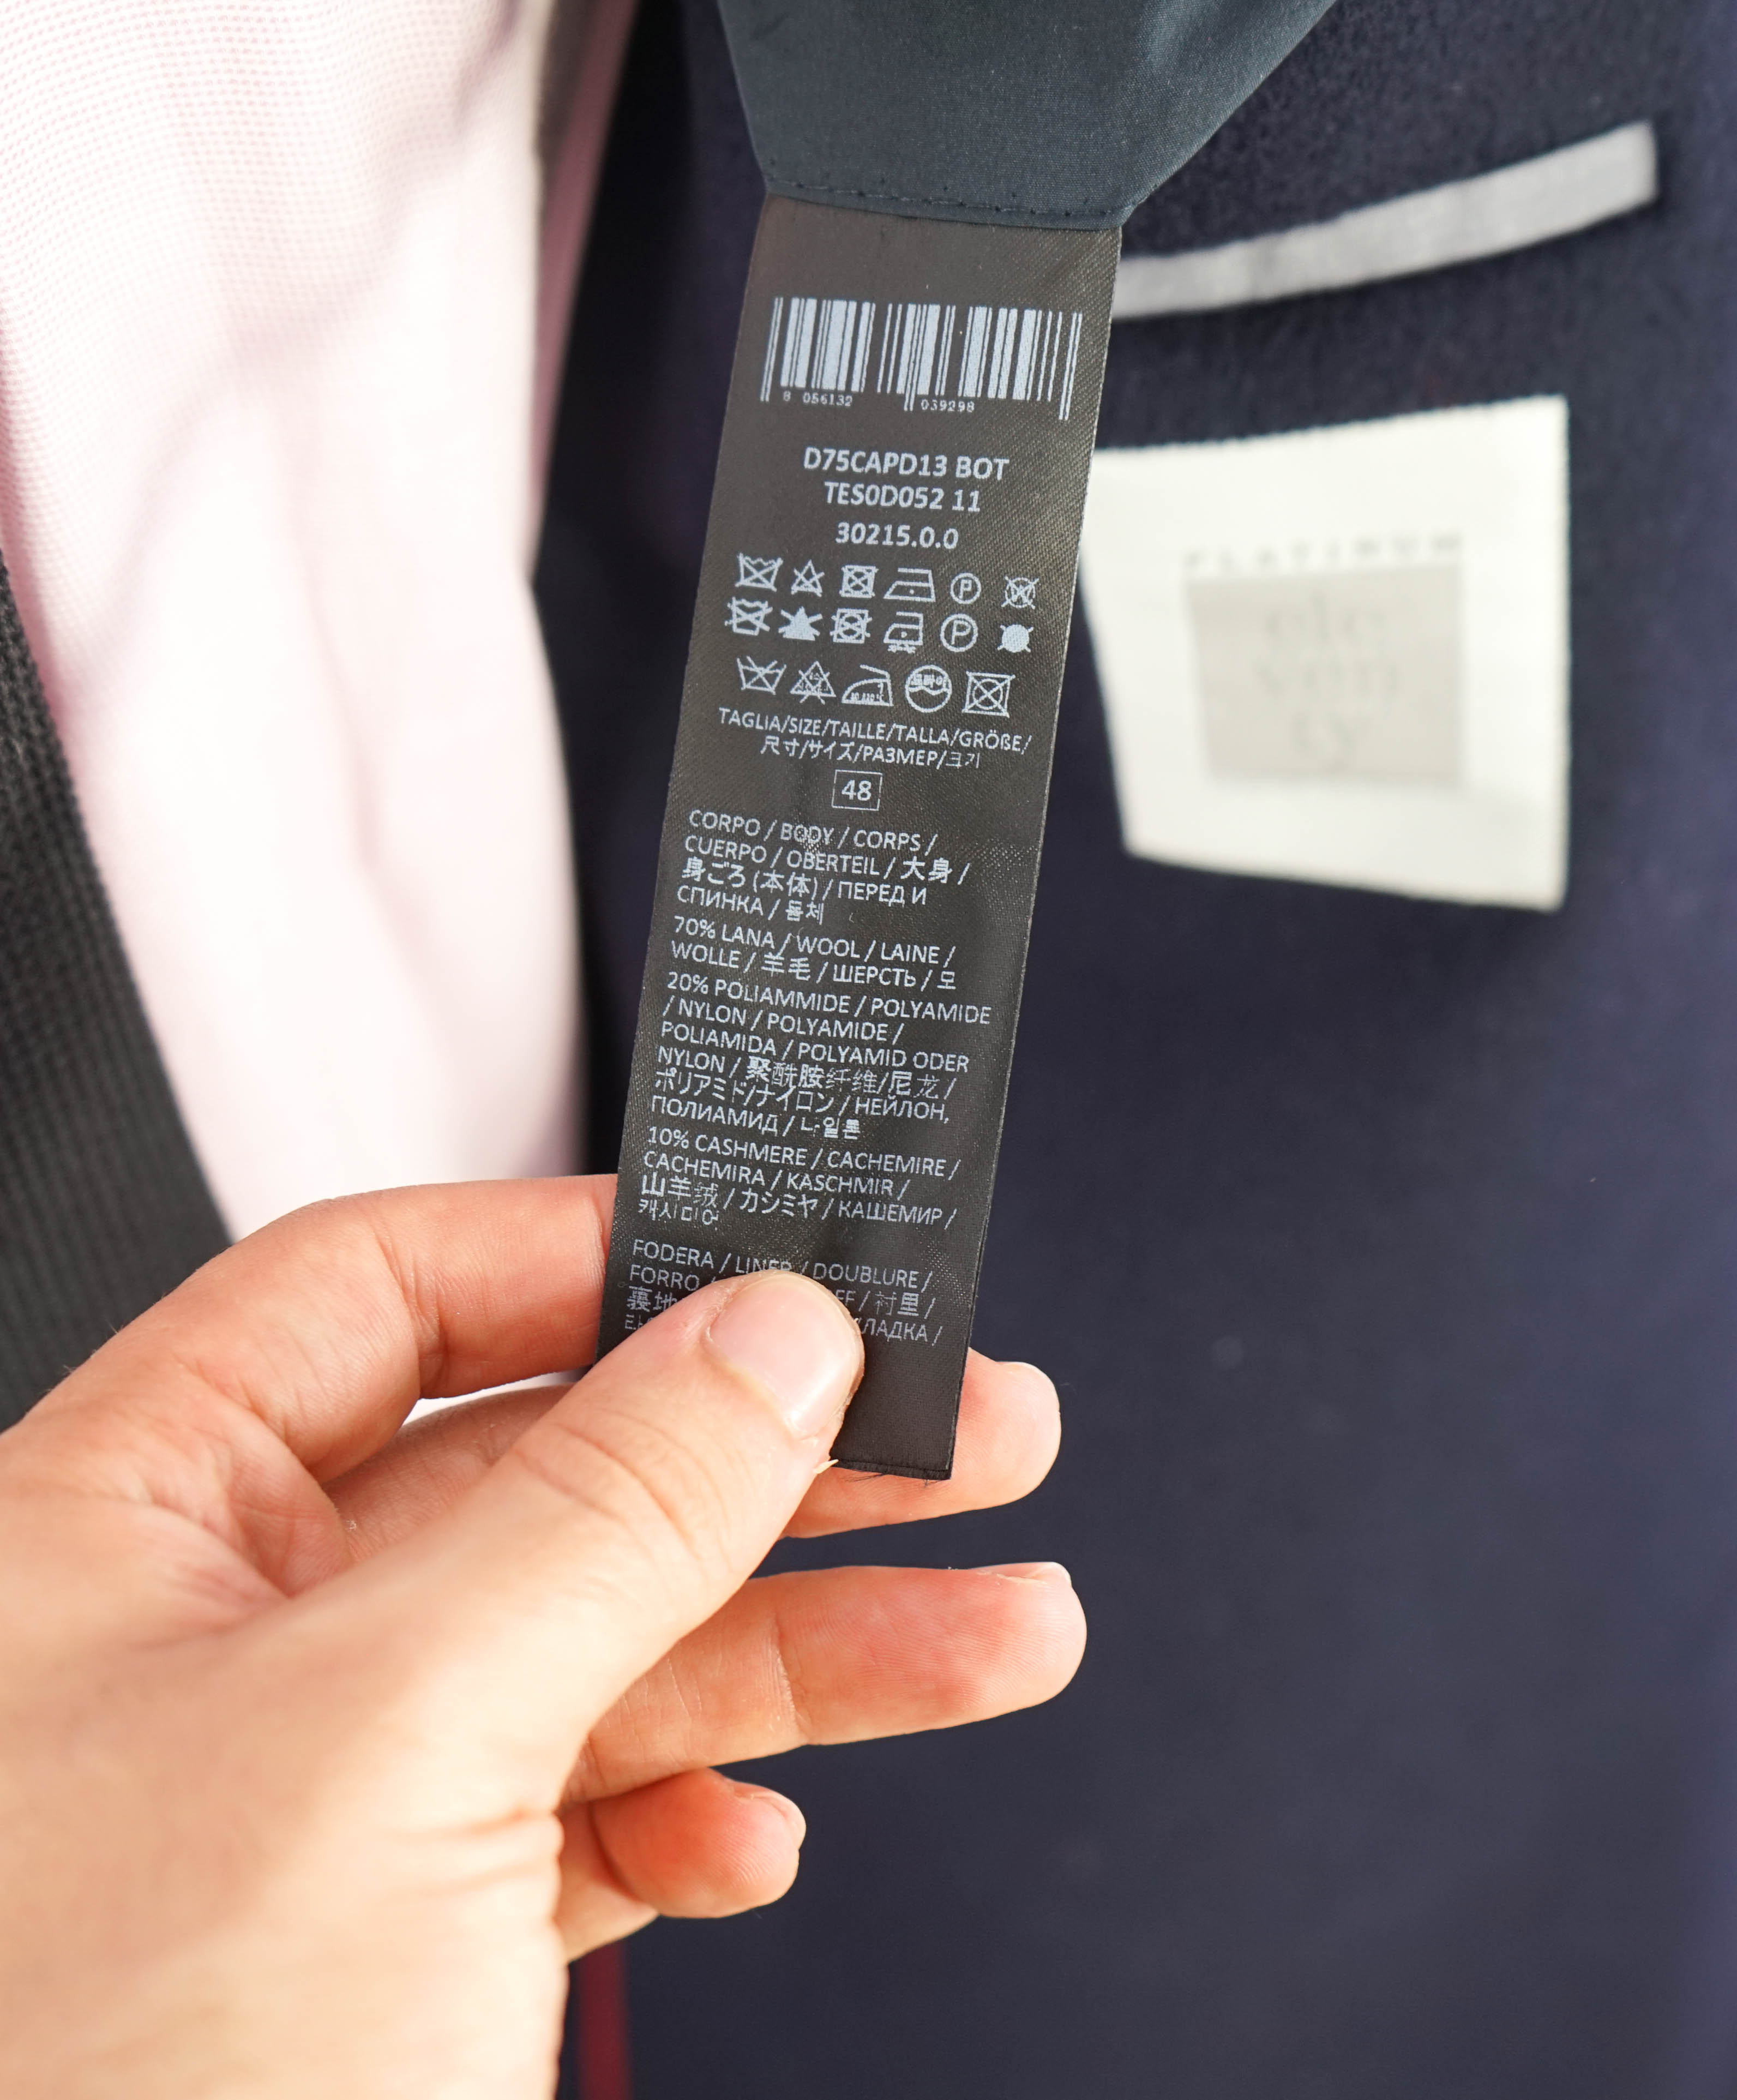 8 056132 039298
D75CAPD13 BOT
TES0D052 11
30215.0.0
TAGLIA/SIZE/TAILLE/TALLA/GRÖßE/
尺寸/サイズ/РАЗМЕР/크기
48
CORPO / BODY / CORPS /
CUERPO / OBERTEIL / 大身 /
身ごろ (本体) / ПЕРЕД И
СПИНКА / 몸체
70% LANA / WOOL / LAINE /
WOLLE / 羊毛 / ШЕРСТЬ / 모
20% POLIAMMIDE / POLYAMIDE
/ NYLON / POLYAMIDE /
POLIAMIDA / POLYAMID ODER
NYLON / 聚酰胺纤维/尼龙 /
ポリアミド/ナイロン / НЕЙЛОН,
ПОЛИАМИД / 나일론
10% CASHMERE / CACHEMIRE /
CACHEMIRA / KASCHMIR /
山羊绒 / カシミヤ / КАШЕМИР /
캐시미어
FODERA / LINER / DOUBLURE /
FORRO / / 衬里 /
裏地
PLATINUM